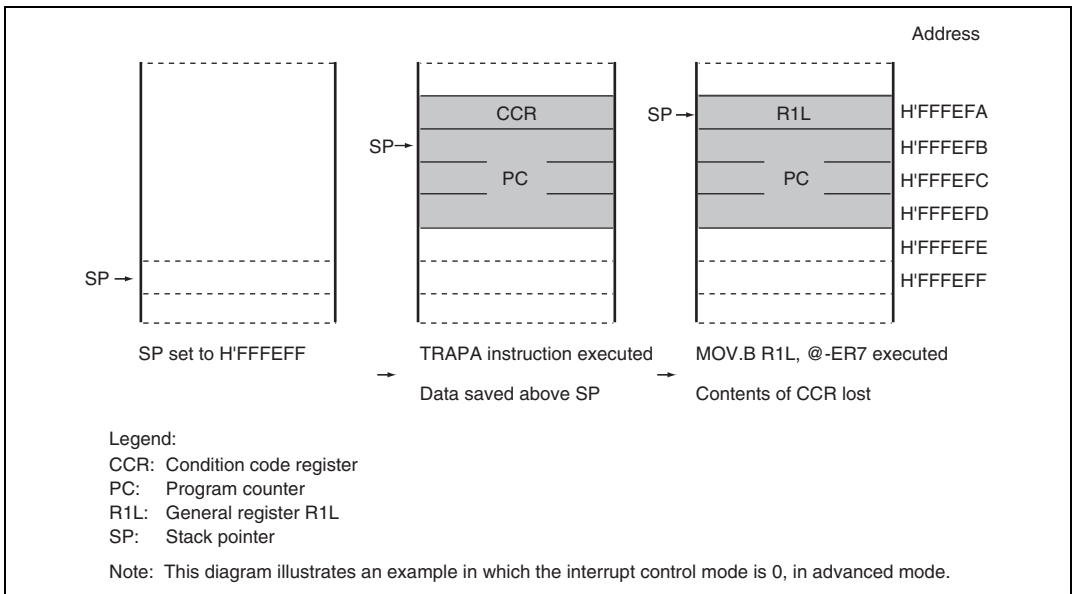 Address
SP
SP
CCR
PC
SP
R1L
PC
H'FFFEFA
H'FFFEFB
H'FFFEFC
H'FFFEFD
H'FFFEFE
H'FFFEFF
SP set to H'FFFEFF
TRAPA instruction executed
Data saved above SP
MOV.B R1L, @-ER7 executed
Contents of CCR lost
Legend:
CCR: Condition code register
PC: Program counter
R1L: General register R1L
SP: Stack pointer
Note: This diagram illustrates an example in which the interrupt control mode is 0, in advanced mode.